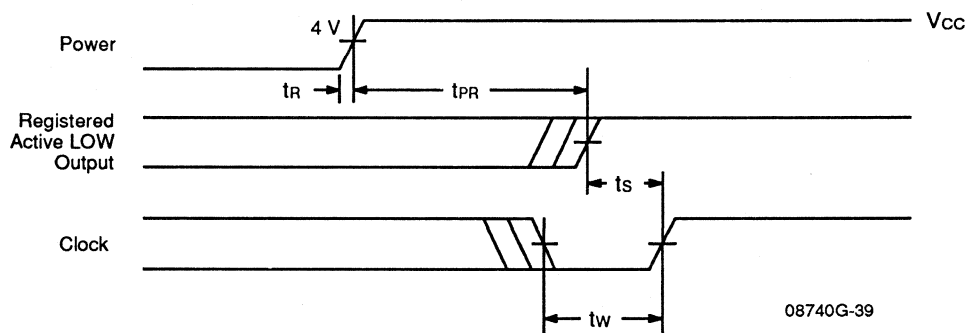 4 V
VCC
Power
tR
tPR
Registered
Active LOW
Output
tS
Clock
tW
08740G-39